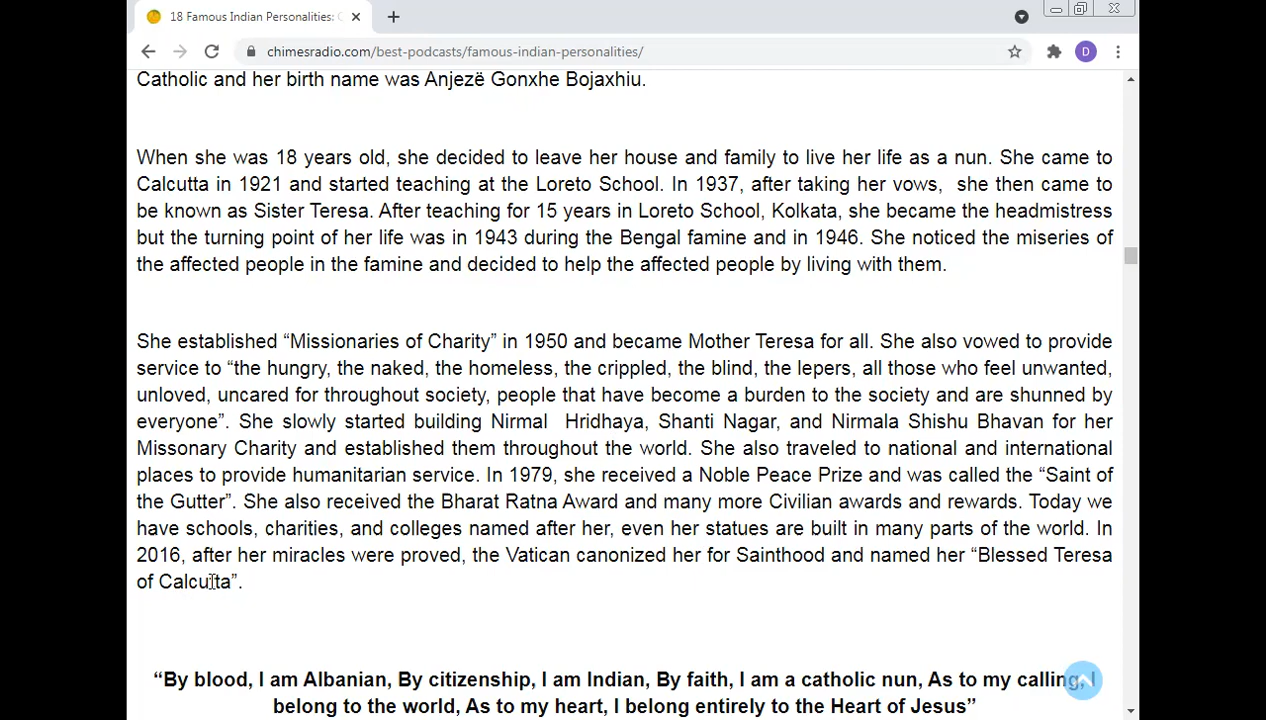 18 Famous Indian Personalities:
chimesradio.com/best-podcasts/famous-indian-personalities/
D
Catholic and her birth name was Anjezë Gonxhe Bojaxhiu.
When she was 18 years old, she decided to leave her house and family to live her life as a nun. She came to
Calcutta in 1921 and started teaching at the Loreto School. In 1937, after taking her vows,  she then came to
be known as Sister Teresa. After teaching for 15 years in Loreto School, Kolkata, she became the headmistress
but the turning point of her life was in 1943 during the Bengal famine and in 1946. She noticed the miseries of
the affected people in the famine and decided to help the affected people by living with them.
She established “Missionaries of Charity” in 1950 and became Mother Teresa for all. She also vowed to provide
service to “the hungry, the naked, the homeless, the crippled, the blind, the lepers, all those who feel unwanted,
unloved, uncared for throughout society, people that have become a burden to the society and are shunned by
everyone”. She slowly started building Nirmal  Hridhaya, Shanti Nagar, and Nirmala Shishu Bhavan for her
Missonary Charity and established them throughout the world. She also traveled to national and international
places to provide humanitarian service. In 1979, she received a Noble Peace Prize and was called the “Saint of
the Gutter”. She also received the Bharat Ratna Award and many more Civilian awards and rewards. Today we
have schools, charities, and colleges named after her, even her statues are built in many parts of the world. In
2016, after her miracles were proved, the Vatican canonized her for Sainthood and named her “Blessed Teresa
of Calcutta”.
“By blood, I am Albanian, By citizenship, I am Indian, By faith, I am a catholic nun, As to my calling, I
belong to the world, As to my heart, I belong entirely to the Heart of Jesus”